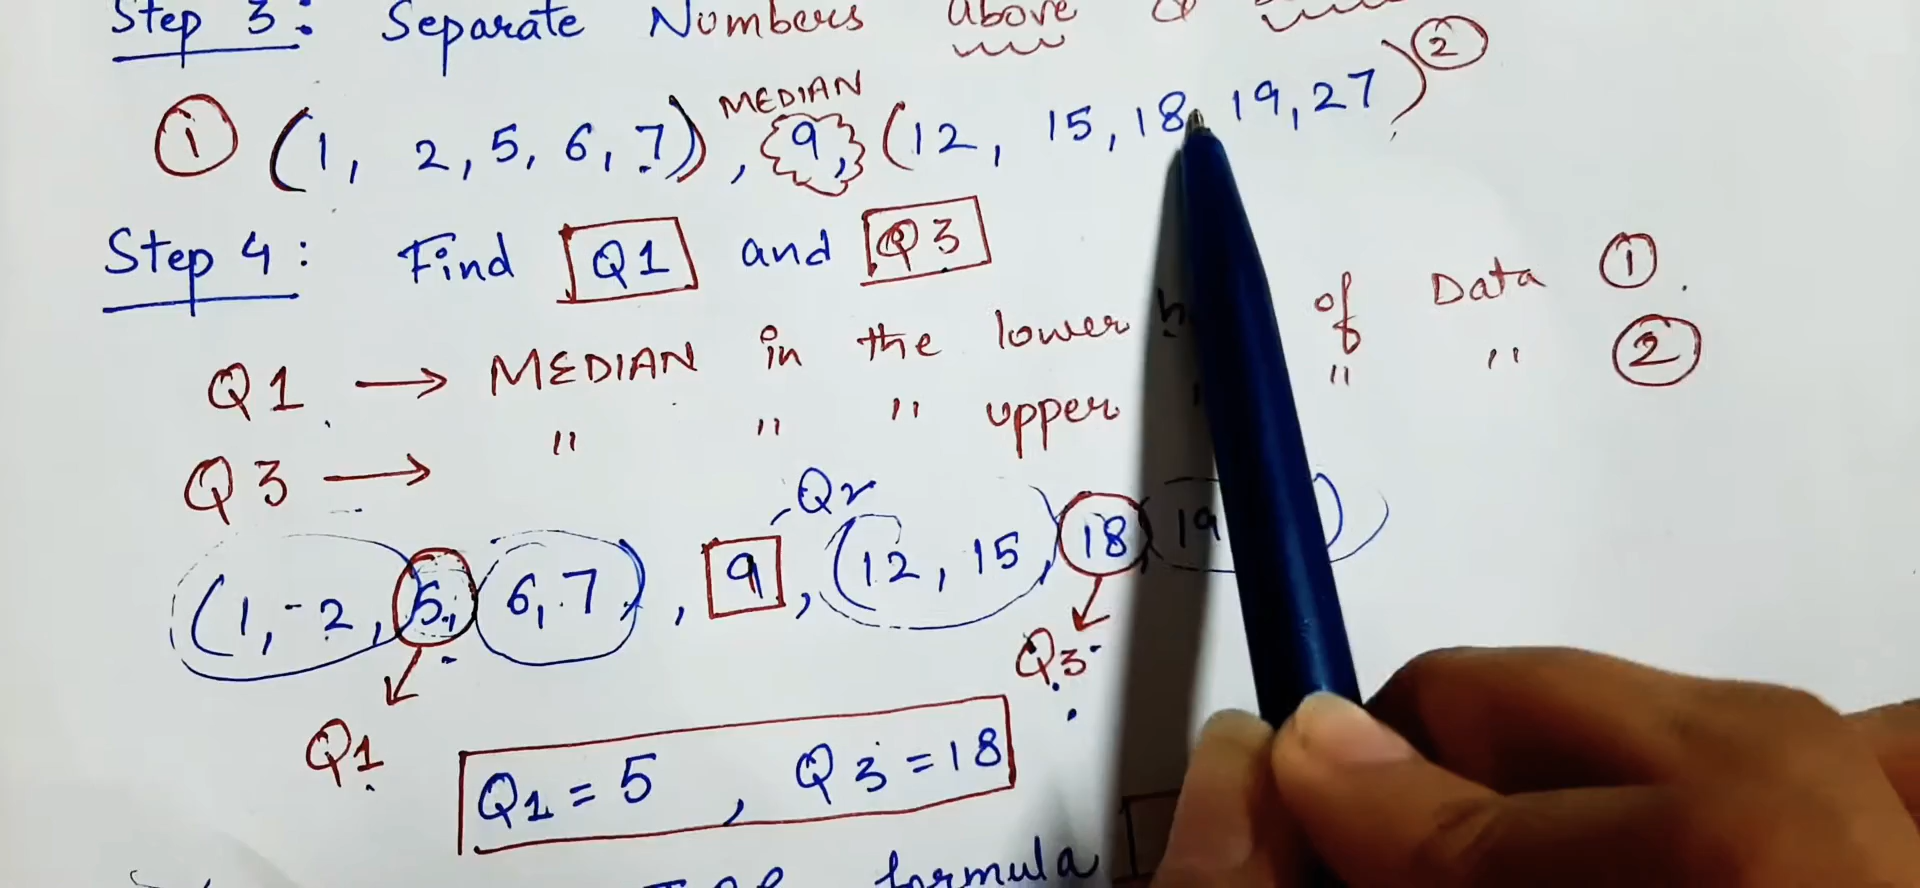 Step 3: Separate Numbers above
MEDIAN
① (1, 2, 5, 6, 7), 9, (12, 15, 18, 19, 27) ②
Step 4: Find Q1 and Q3
Q1 → MEDIAN in the lower of Data ①.
Q3 → " " " upper " " ②
(1, 2, 5, 6, 7), 9, (12, 15, 18 19
Q1
Q3
Q1 = 5, Q3 = 18
formula